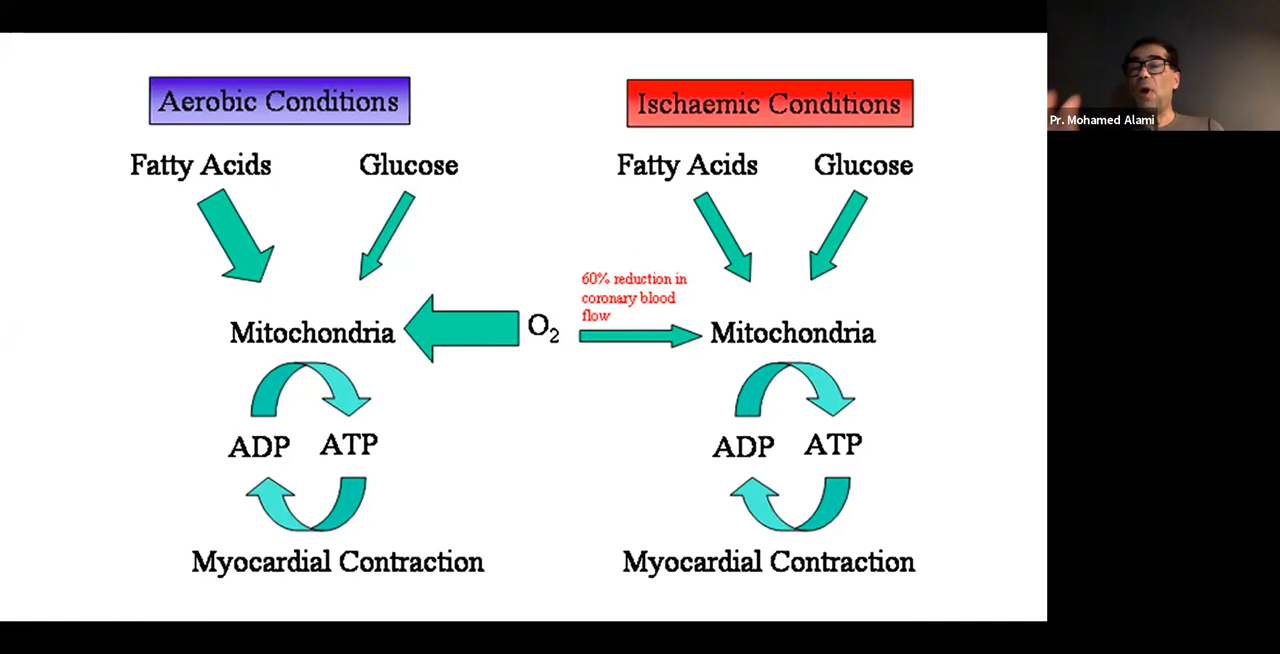 Aerobic Conditions
Fatty Acids
Glucose
Mitochondria
ADP
ATP
Myocardial Contraction
O2
60% reduction in
coronary blood
flow
Ischaemic Conditions
Fatty Acids
Glucose
Mitochondria
ADP
ATP
Myocardial Contraction
Pr. Mohamed Alami